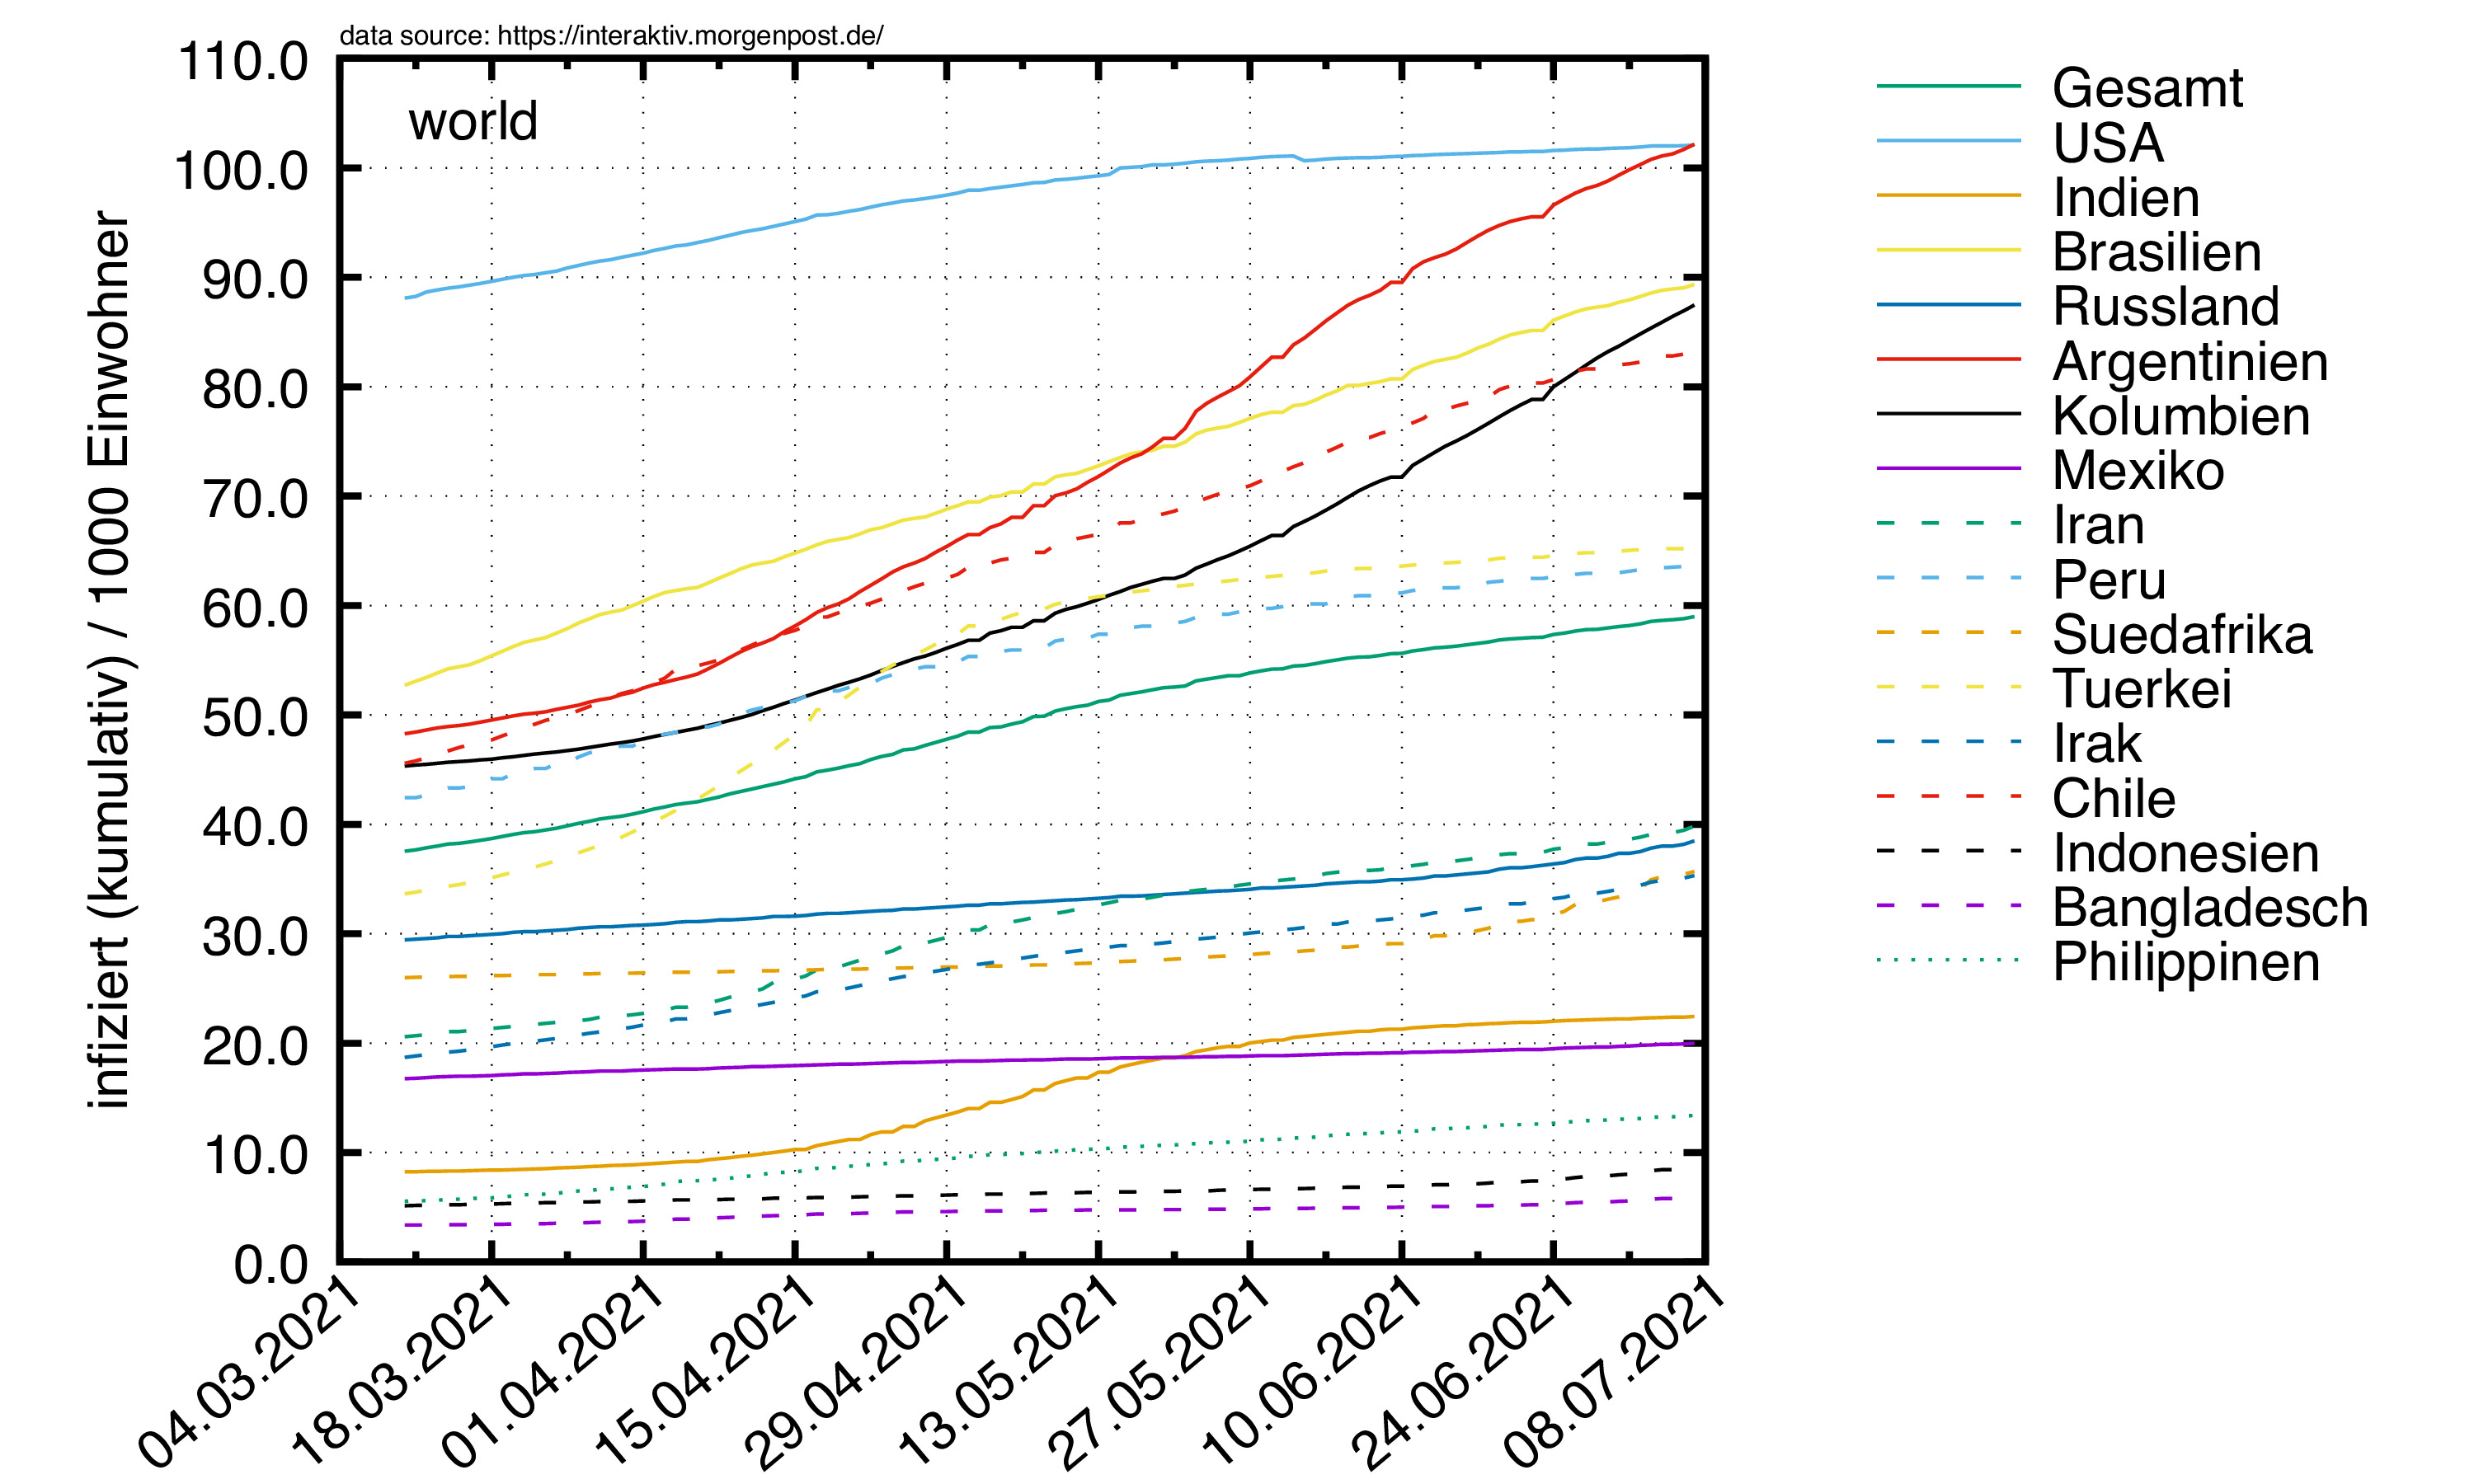 data source: https://interaktiv.morgenpost.de/
world
infiziert (kumulativ) / 1000 Einwohner
110.0
100.0
90.0
80.0
70.0
60.0
50.0
40.0
30.0
20.0
10.0
0.0
04.03.2021
18.03.2021
01.04.2021
15.04.2021
29.04.2021
13.05.2021
27.05.2021
10.06.2021
24.06.2021
08.07.2021
Gesamt
USA
Indien
Brasilien
Russland
Argentinien
Kolumbien
Mexiko
Iran
Peru
Suedafrika
Tuerkei
Irak
Chile
Indonesien
Bangladesch
Philippinen